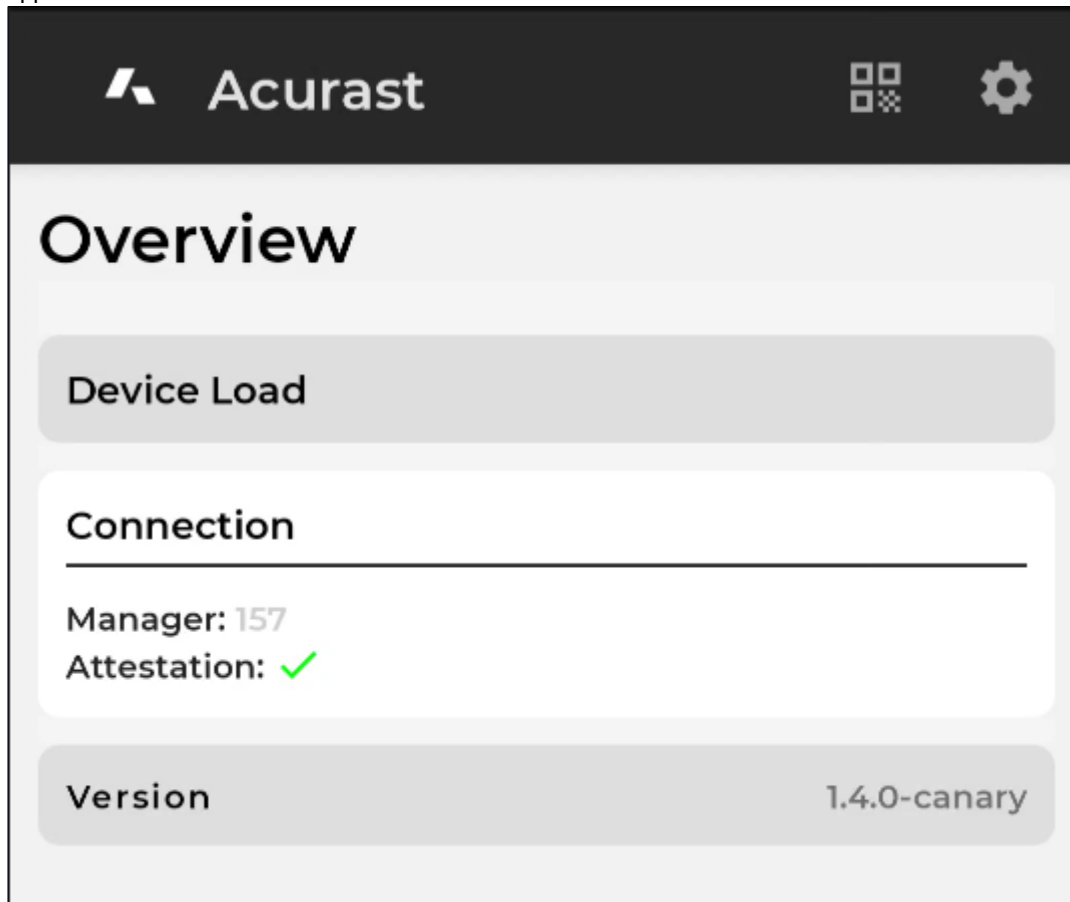 Acurast
Overview
Device Load
Connection
Manager: 157
Attestation:
Version 1.4.0-canary